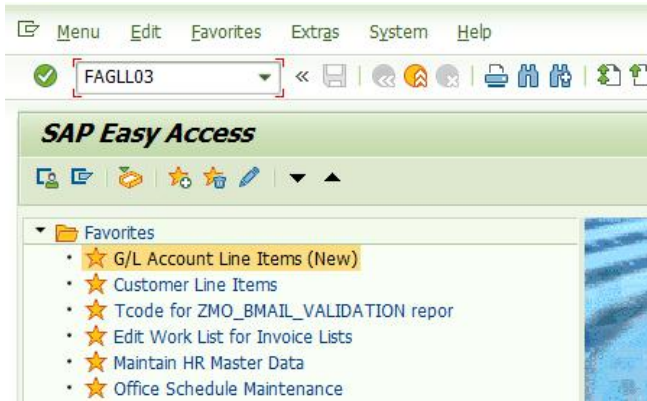 Menu Edit Favorites Extras System Help
FAGLL03
SAP Easy Access
Favorites
G/L Account Line Items (New)
Customer Line Items
Tcode for ZMO_BMAIL_VALIDATION repor
Edit Work List for Invoice Lists
Maintain HR Master Data
Office Schedule Maintenance